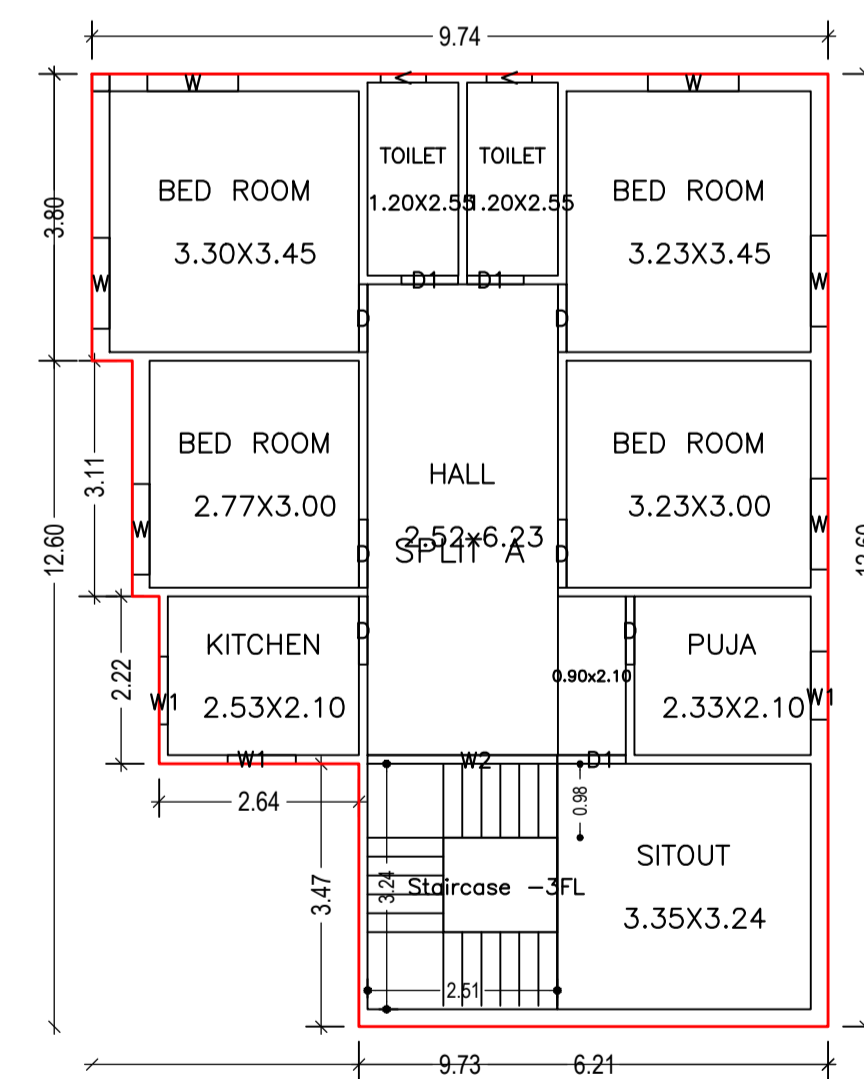 9.74
W
W
TOILET
TOILET
BED ROOM
BED ROOM
1.20X2.55
1.20X2.55
3.80
3.30X3.45
3.23X3.45
W
W
D1
D1
D
D
BED ROOM
BED ROOM
3.11
HALL
2.77X3.00
3.23X3.00
W
W
2.52x6.23
SPLIT A
12.60
12.60
D
D
D
D
KITCHEN
PUJA
2.22
0.90x2.10
2.53X2.10
2.33X2.10
W1
W1
W1
W2
D1
2.64
0.98
SITOUT
3.47
3.24
Staircase -3FL
3.35X3.24
2.51
9.73
6.21